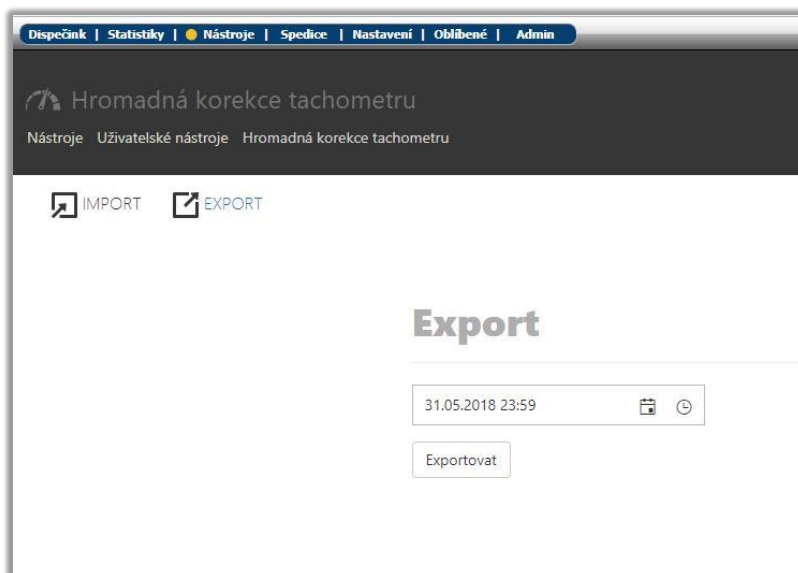 Dispečink | Statistiky | Nástroje | Spedice | Nastavení | Oblíbené | Admin
Hromadná korekce tachometru
Nástroje Uživatelské nástroje Hromadná korekce tachometru
IMPORT EXPORT
Export
31.05.2018 23:59
Exportovat